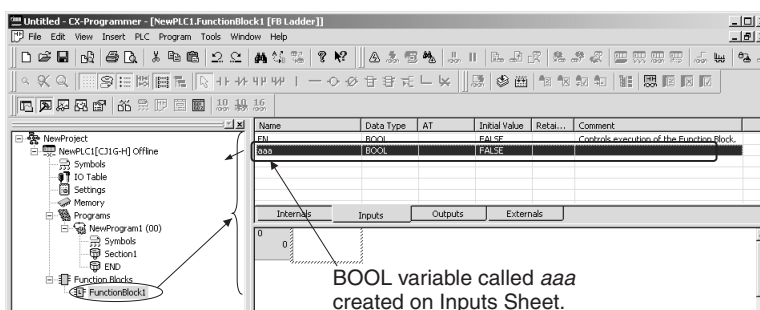 Untitled - CX-Programmer - [NewPLC1.FunctionBlock1 [FB Ladder]]
File Edit View Insert PLC Program Tools Window Help
10 10 16
NewProject
NewPLC1[CJ1G-H] Offline
Symbols
IO Table
Settings
Memory
Programs
NewProgram1 (00)
Symbols
Section1
END
Function Blocks
FunctionBlock1
Name Data Type AT Initial Value Retai... Comment
EN BOOL FALSE Controls execution of the Function Block.
aaa BOOL FALSE
Internals Inputs Outputs Externals
0
0
BOOL variable called aaa
created on Inputs Sheet.